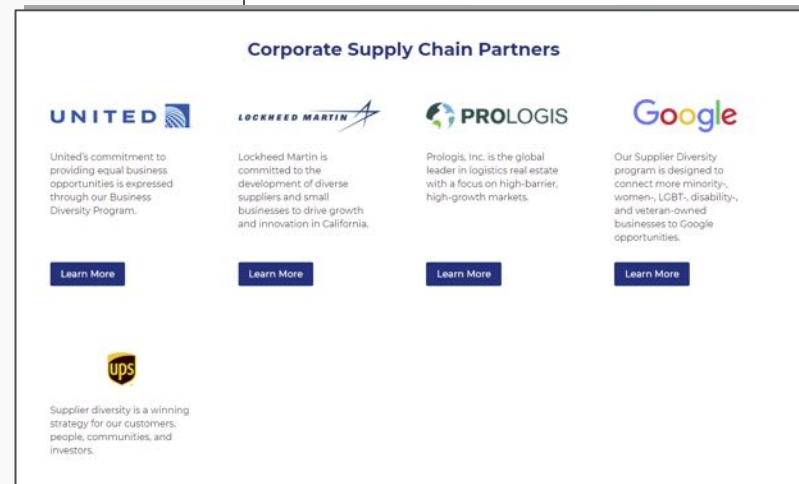 Corporate Supply Chain Partners
UNITED
United's commitment to
providing equal business
opportunities is expressed
through our Business
Diversity Program.
Learn More
LOCKHEED MARTIN
Lockheed Martin is
committed to the
development of diverse
suppliers and small
businesses to drive growth
and innovation in California.
Learn More
PROLOGIS
Prologis, Inc. is the global
leader in logistics real estate
with a focus on high-barrier,
high-growth markets.
Learn More
Google
Our Supplier Diversity
program is designed to
connect more minority-,
women-, LGBT-, disability-,
and veteran-owned
businesses to Google
opportunities.
Learn More
ups
Supplier diversity is a winning
strategy for our customers,
people, communities, and
investors.